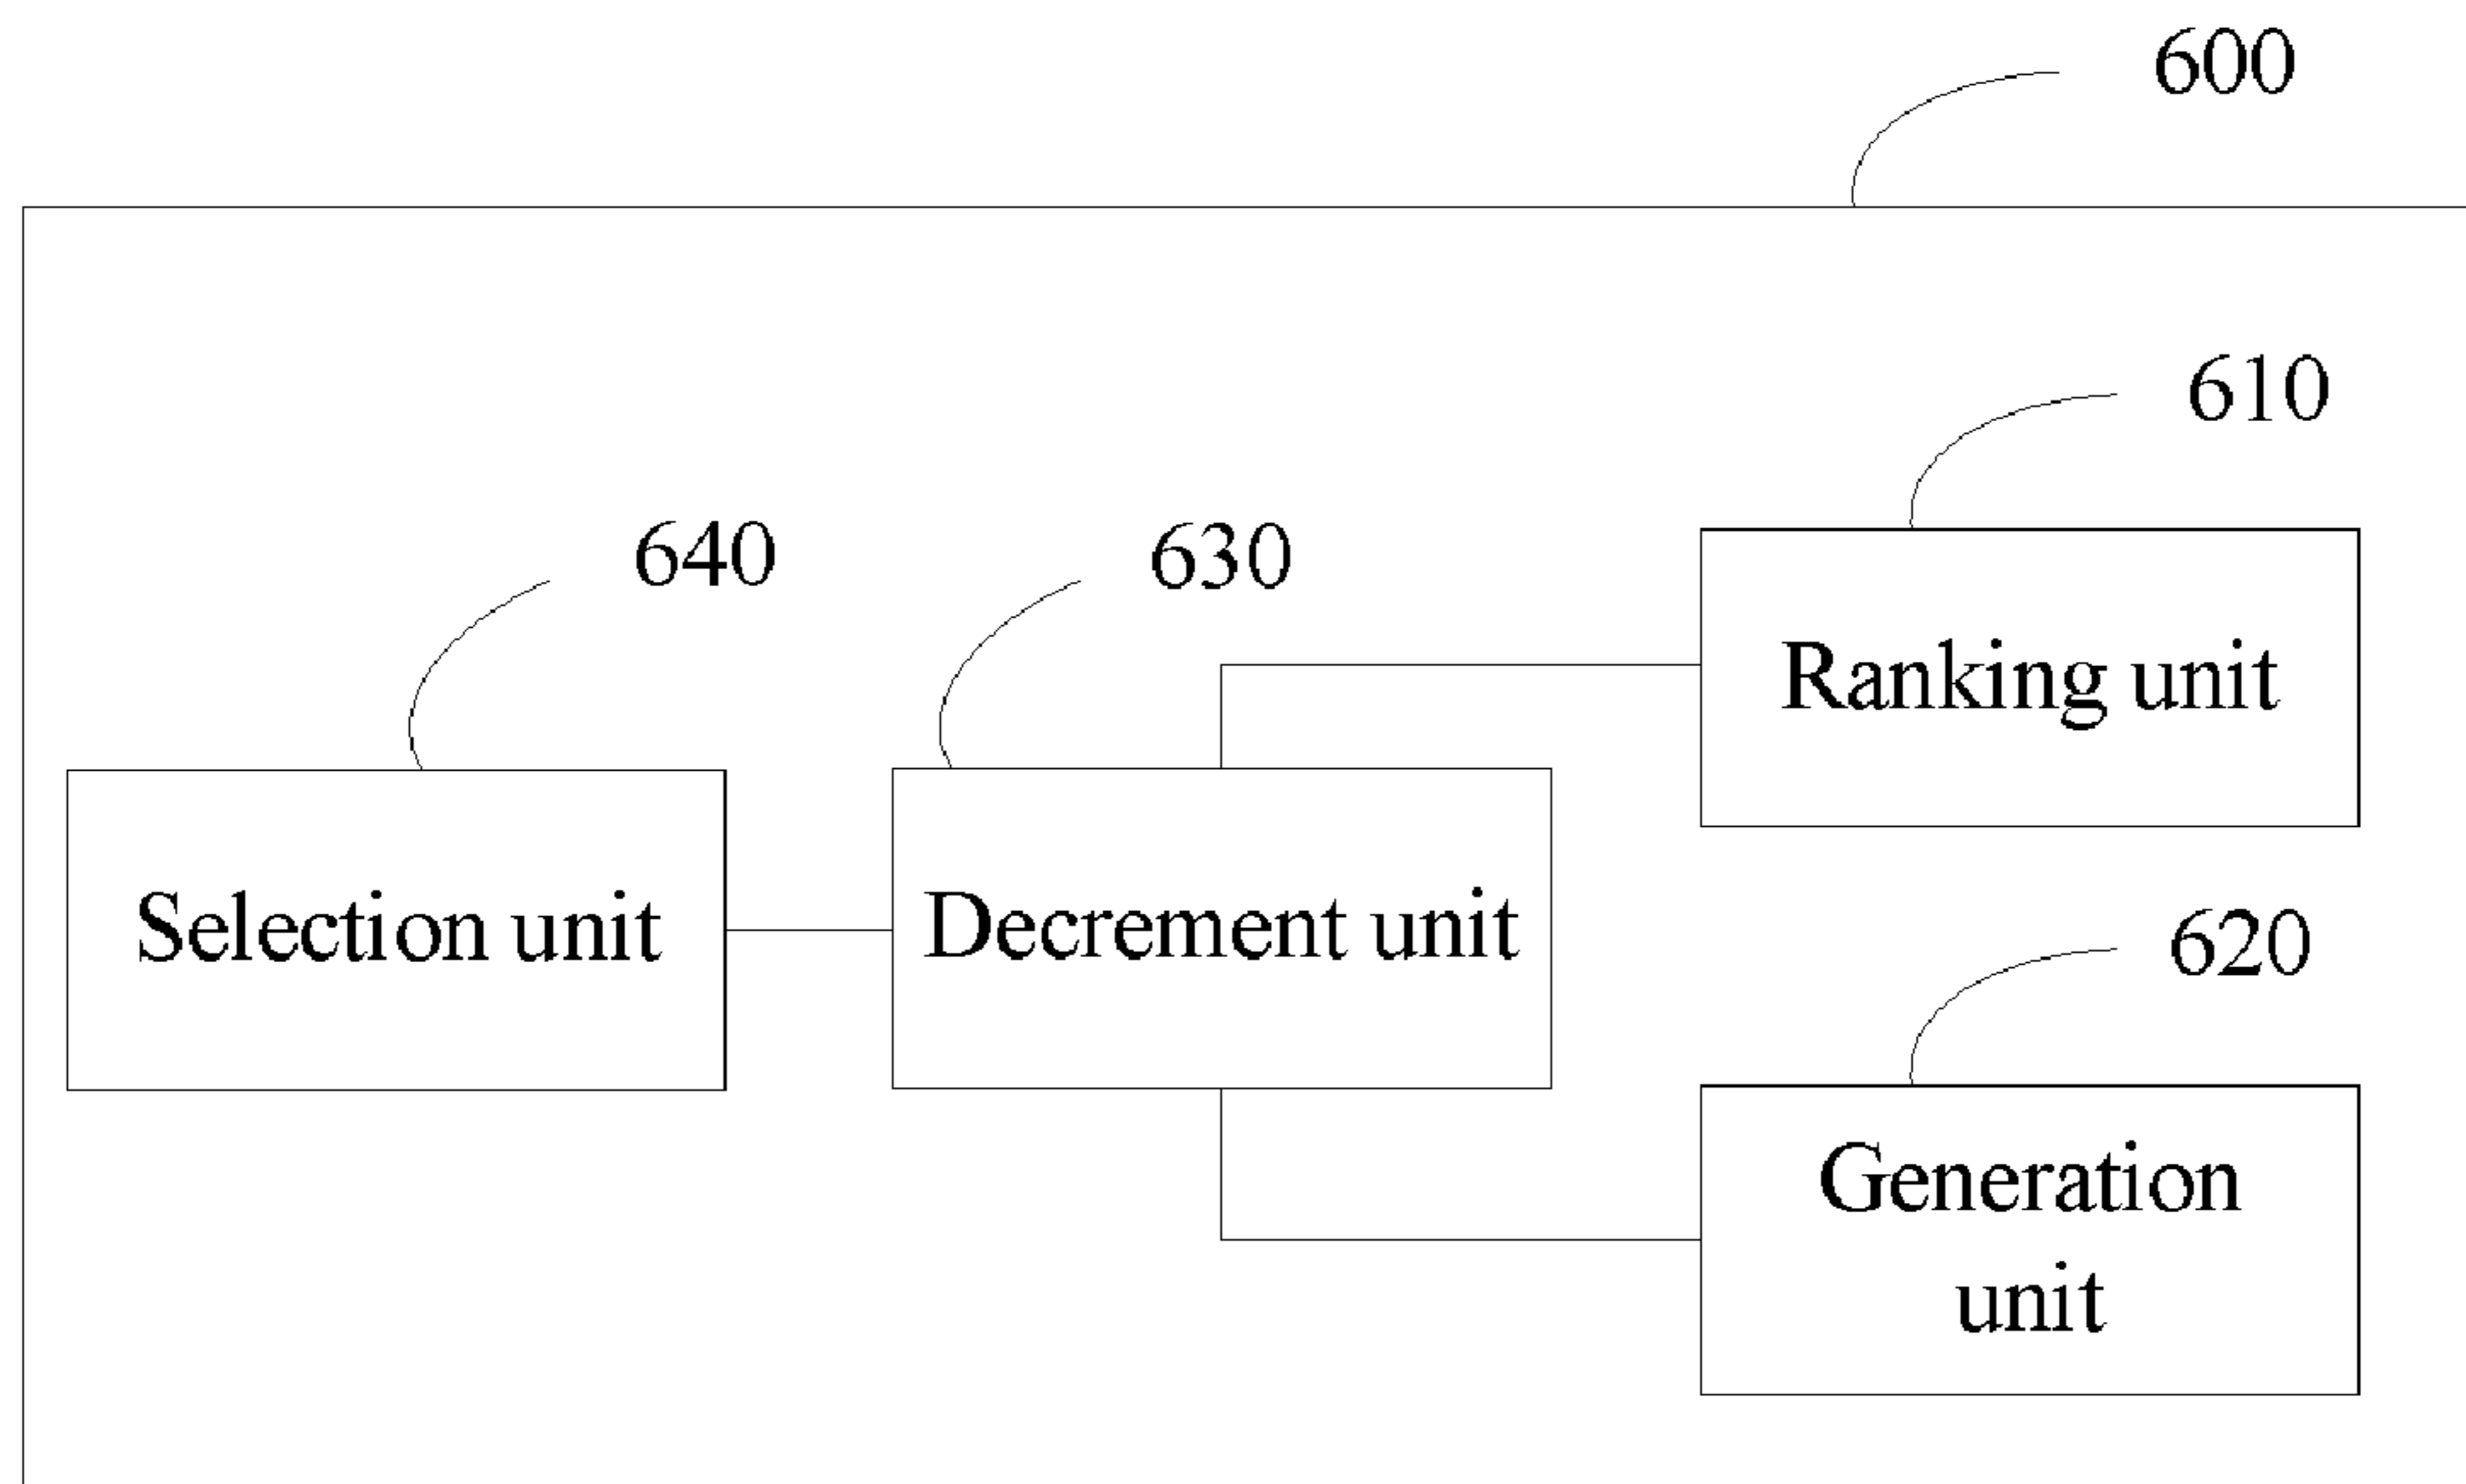 600
610
640
630
Ranking unit
Selection unit
Decrement unit
620
Generation
unit